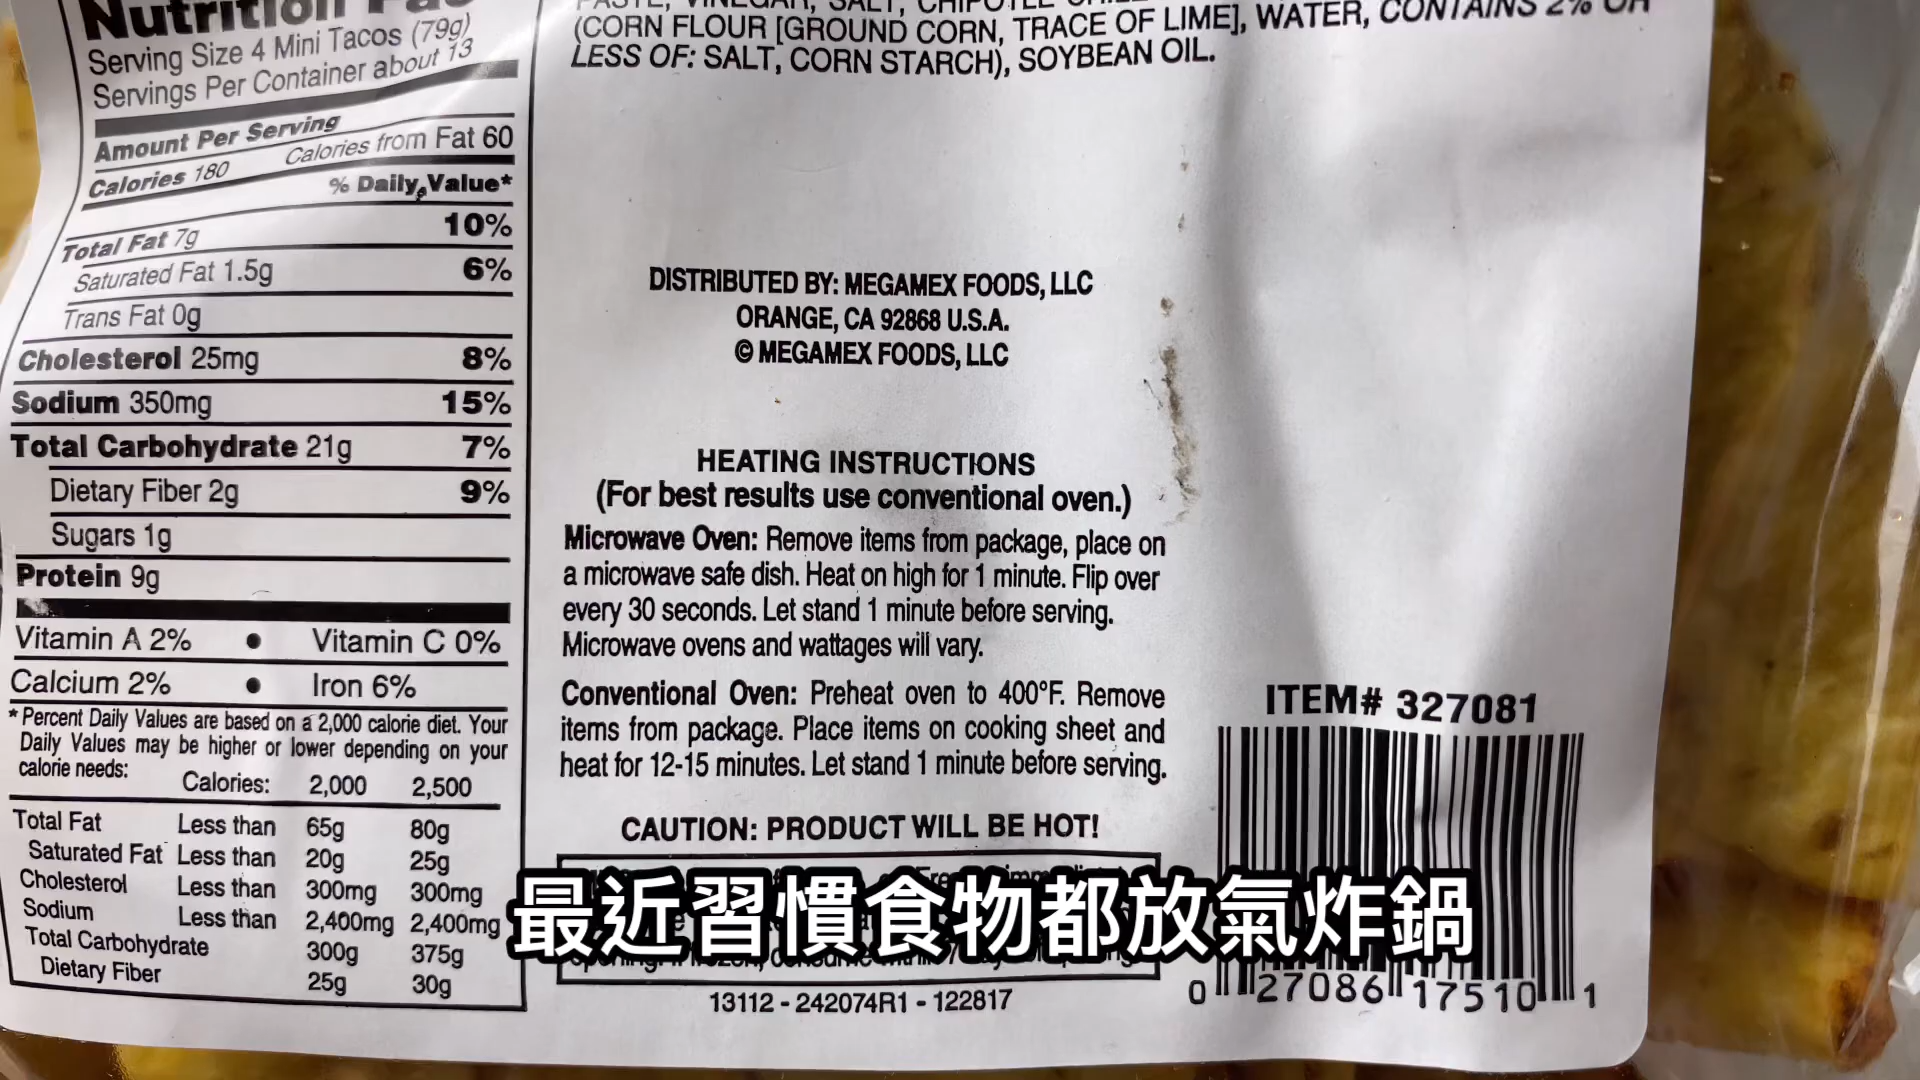 Nutrition
Serving Size 4 Mini Tacos (79g)
Servings Per Container about 13
Amount Per Serving
Calories 180 Calories from Fat 60
% Daily Value*
Total Fat 7g 10%
Saturated Fat 1.5g 6%
Trans Fat 0g
Cholesterol 25mg 8%
Sodium 350mg 15%
Total Carbohydrate 21g 7%
Dietary Fiber 2g 9%
Sugars 1g
Protein 9g
Vitamin A 2% • Vitamin C 0%
Calcium 2% • Iron 6%
* Percent Daily Values are based on a 2,000 calorie diet. Your
Daily Values may be higher or lower depending on your
calorie needs:
Calories: 2,000 2,500
Total Fat Less than 65g 80g
Saturated Fat Less than 20g 25g
Cholesterol Less than 300mg 300mg
Sodium Less than 2,400mg 2,400mg
Total Carbohydrate 300g 375g
Dietary Fiber 25g 30g
PASTE, VINEGAR, SALT,
(CORN FLOUR [GROUND CORN, TRACE OF LIME], WATER, CONTAINS 2% OR
LESS OF: SALT, CORN STARCH), SOYBEAN OIL.
DISTRIBUTED BY: MEGAMEX FOODS, LLC
ORANGE, CA 92868 U.S.A.
© MEGAMEX FOODS, LLC
HEATING INSTRUCTIONS
(For best results use conventional oven.)
Microwave Oven: Remove items from package, place on
a microwave safe dish. Heat on high for 1 minute. Flip over
every 30 seconds. Let stand 1 minute before serving.
Microwave ovens and wattages will vary.
Conventional Oven: Preheat oven to 400°F. Remove
items from package. Place items on cooking sheet and
heat for 12-15 minutes. Let stand 1 minute before serving.
CAUTION: PRODUCT WILL BE HOT!
13112 - 242074R1 - 122817
ITEM# 327081
0 27086 17510 1
最近習慣食物都放氣炸鍋